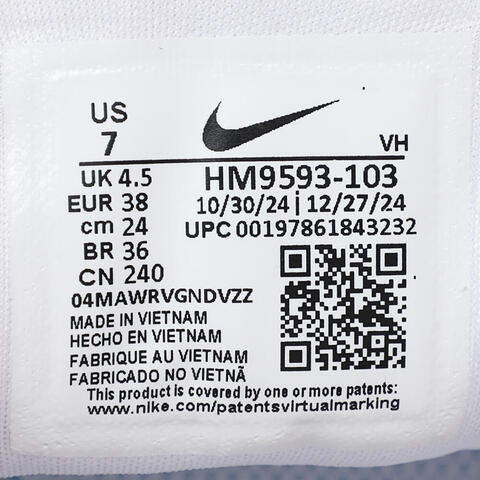 US
7
VH
UK 4.5
HM9593-103
EUR 38
10/30/24 | 12/27/24
cm 24
UPC 00197861843232
BR 36
CN 240
04MAWRVGNDVZZ
MADE IN VIETNAM
HECHO EN VIETNAM
FABRIQUE AU VIETNAM
FABRICADO NO VIETNÃ
This product is covered by one or more patents:
www.nike.com/patentsvirtualmarking